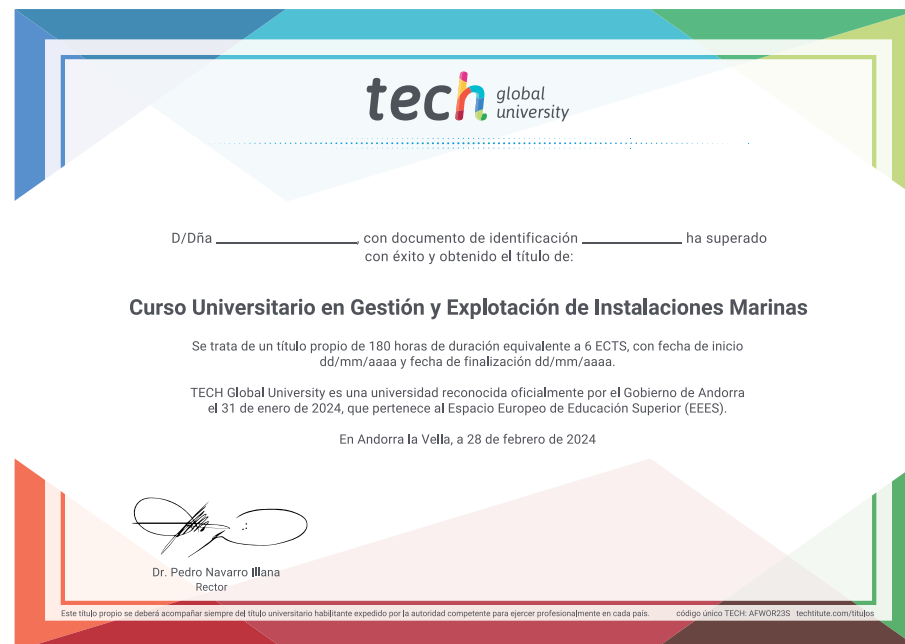 tech global university
D/Dña ____________________, con documento de identificación ______________ ha superado
con éxito y obtenido el título de:
Curso Universitario en Gestión y Explotación de Instalaciones Marinas
Se trata de un título propio de 180 horas de duración equivalente a 6 ECTS, con fecha de inicio
dd/mm/aaaa y fecha de finalización dd/mm/aaaa.
TECH Global University es una universidad reconocida oficialmente por el Gobierno de Andorra
el 31 de enero de 2024, que pertenece al Espacio Europeo de Educación Superior (EEES).
En Andorra la Vella, a 28 de febrero de 2024
Dr. Pedro Navarro Illana
Rector
Este título propio se deberá acompañar siempre del título universitario habilitante expedido por la autoridad competente para ejercer profesionalmente en cada país. código único TECH: AFWOR23S techtitute.com/titulos